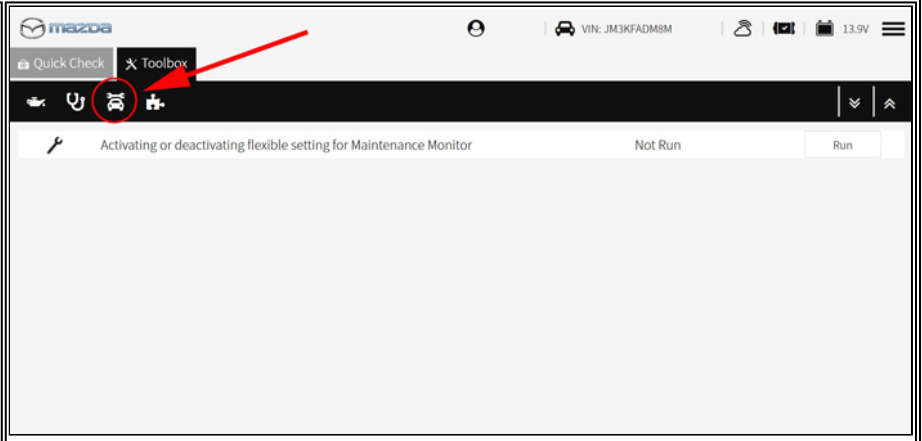 mazda
VIN: JM3KFADM8M
13.9V
Quick Check
Toolbox
Activating or deactivating flexible setting for Maintenance Monitor Not Run Run